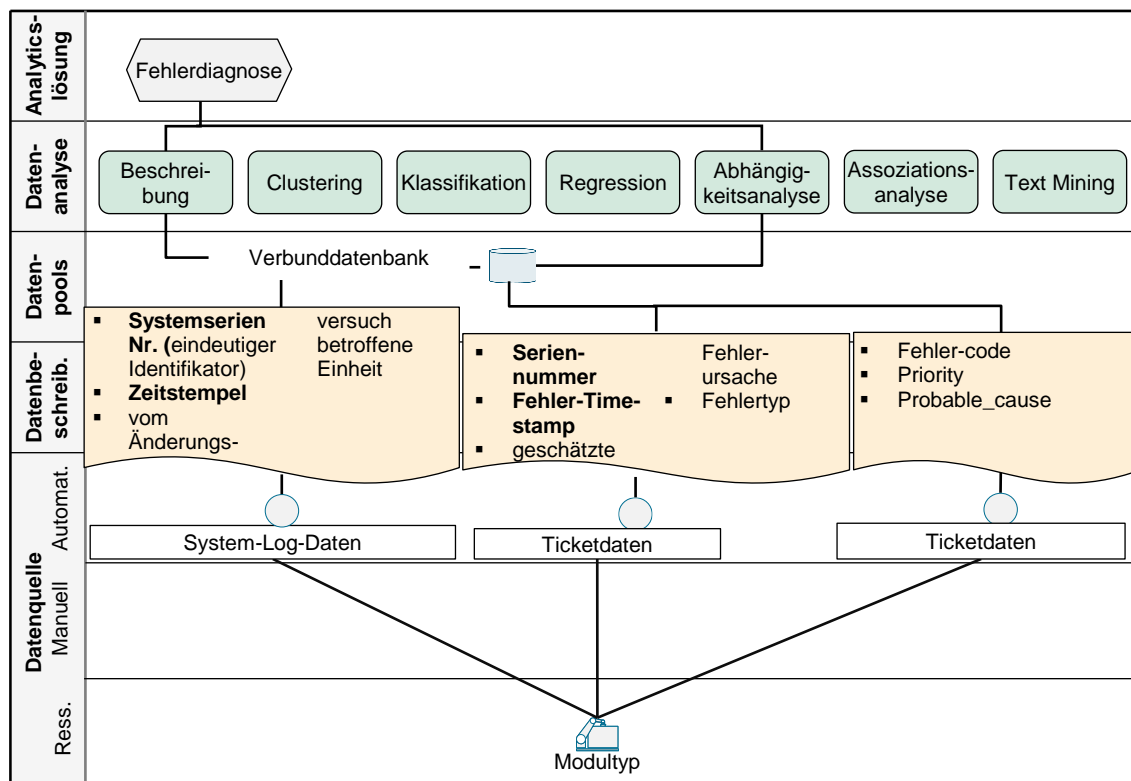 Analytics-
lösung
Fehlerdiagnose
Daten-
analyse
Beschrei-
bung
Clustering
Klassifikation
Regression
Abhängig-
keitsanalyse
Assoziations-
analyse
Text Mining
Daten-
pools
Verbunddatenbank
Datenbe-
schreib.
▪ Systemserien
Nr. (eindeutiger
Identifikator)
▪ Zeitstempel
▪ vom
Änderungs-
versuch
betroffene
Einheit
▪ Serien-
nummer
▪ Fehler-Time-
stamp
▪ geschätzte
Fehler-
ursache
▪ Fehlertyp
▪ Fehler-code
▪ Priority
▪ Probable_cause
Datenquelle
Automat.
System-Log-Daten
Ticketdaten
Ticketdaten
Manuell
Ress.
Modultyp